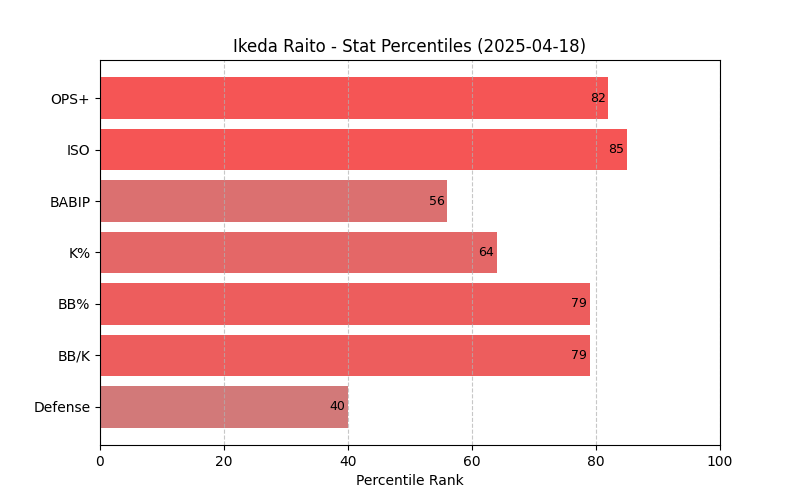 Ikeda Raito - Stat Percentiles (2025-04-18)
OPS+ 82
ISO 85
BABIP 56
K% 64
BB% 79
BB/K 79
Defense 40
0 20 40 60 80 100
Percentile Rank